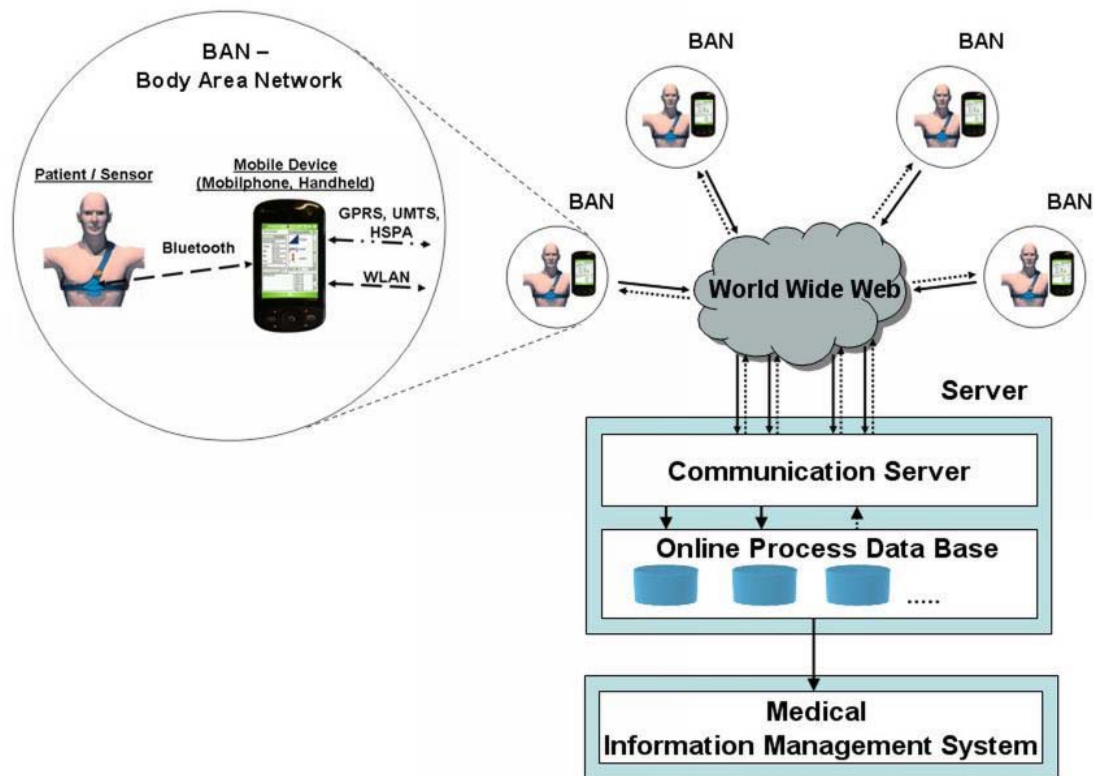 BAN –
Body Area Network
Patient / Sensor
Mobile Device
(Mobilphone, Handheld)
Bluetooth
GPRS, UMTS,
HSPA
WLAN
BAN
BAN
BAN
BAN
World Wide Web
Server
Communication Server
Online Process Data Base
.....
Medical
Information Management System